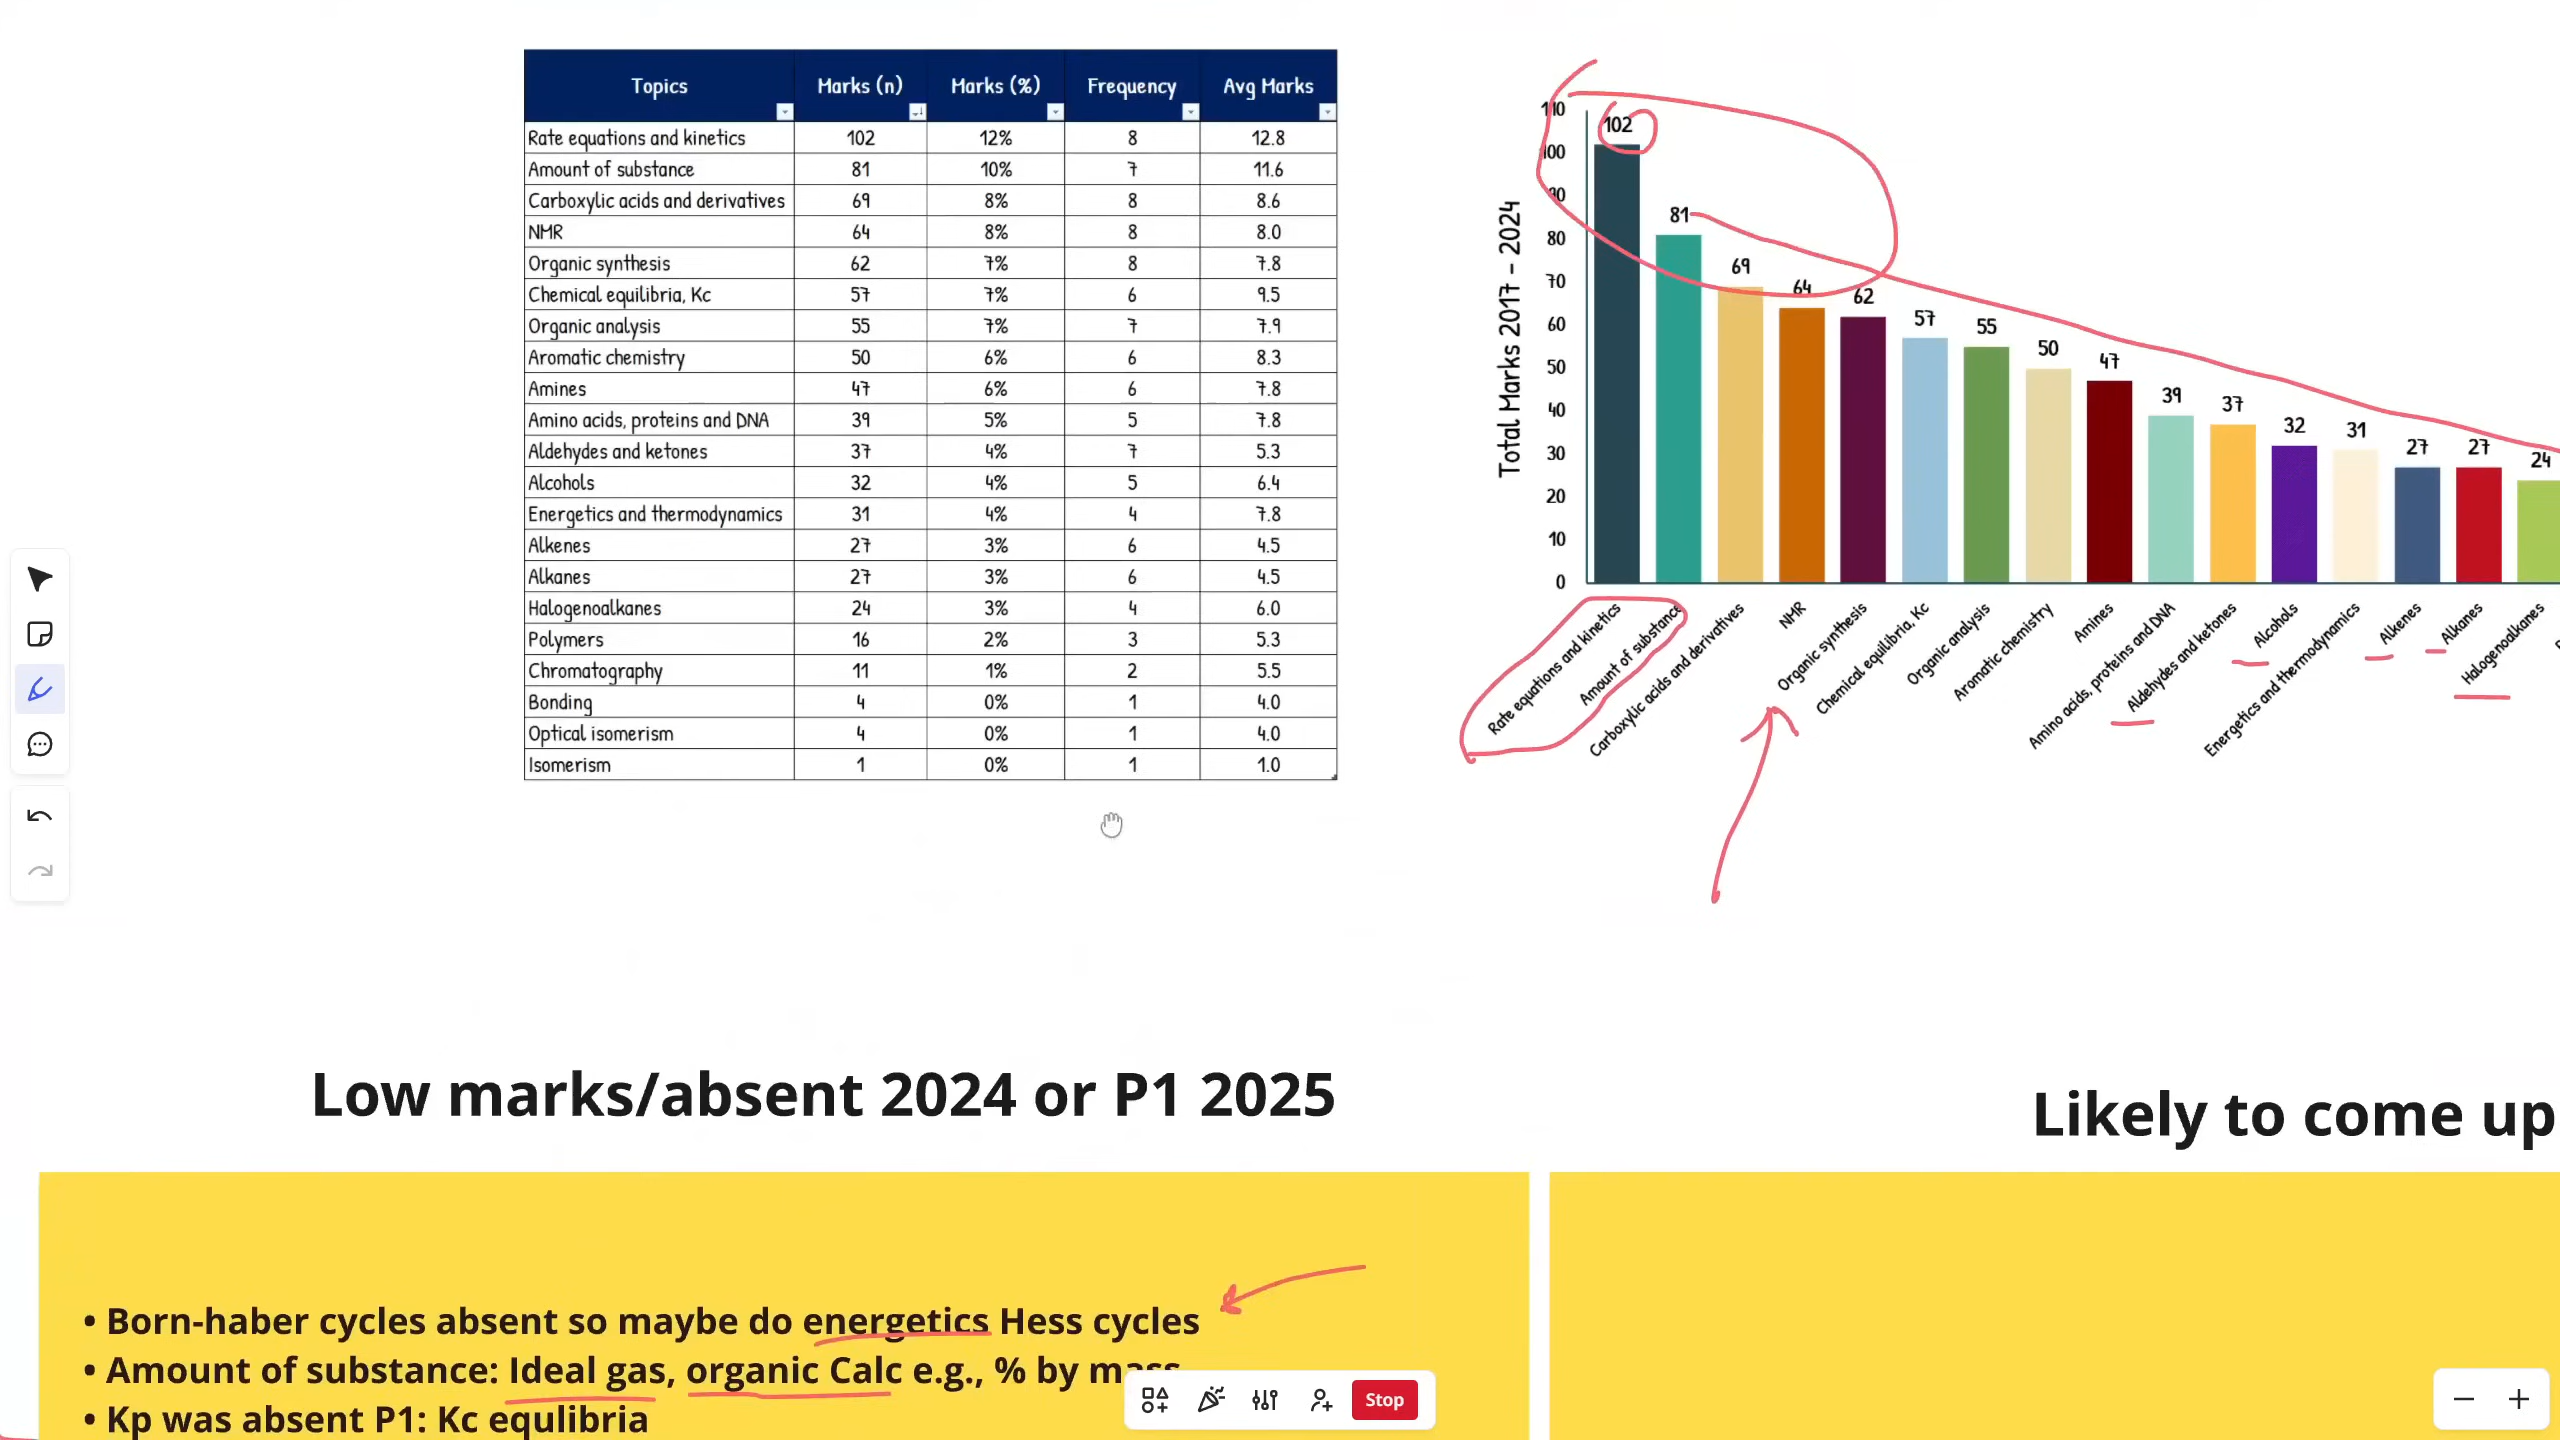 Topics Marks (n) Marks (%) Frequency Avg Marks
Rate equations and kinetics 102 12% 8 12.8
Amount of substance 81 10% 7 11.6
Carboxylic acids and derivatives 69 8% 8 8.6
NMR 64 8% 8 8.0
Organic synthesis 62 7% 8 7.8
Chemical equilibria, Kc 57 7% 6 9.5
Organic analysis 55 7% 7 7.9
Aromatic chemistry 50 6% 6 8.3
Amines 47 6% 6 7.8
Amino acids, proteins and DNA 39 5% 5 7.8
Aldehydes and ketones 37 4% 7 5.3
Alcohols 32 4% 5 6.4
Energetics and thermodynamics 31 4% 4 7.8
Alkenes 27 3% 6 4.5
Alkanes 27 3% 6 4.5
Halogenoalkanes 24 3% 4 6.0
Polymers 16 2% 3 5.3
Chromatography 11 1% 2 5.5
Bonding 4 0% 1 4.0
Optical isomerism 4 0% 1 4.0
Isomerism 1 0% 1 1.0
Total Marks 2017 - 2024
110
100
90
80
70
60
50
40
30
20
10
0
102 81 69 64 62 57 55 50 47 39 37 32 31 27 27 24
Rate equations and kinetics
Amount of substance
Carboxylic acids and derivatives
NMR
Organic synthesis
Chemical equilibria, Kc
Organic analysis
Aromatic chemistry
Amines
Amino acids, proteins and DNA
Aldehydes and ketones
Alcohols
Energetics and thermodynamics
Alkenes
Alkanes
Halogenoalkanes
Low marks/absent 2024 or P1 2025
Likely to come up
• Born-haber cycles absent so maybe do energetics Hess cycles
• Amount of substance: Ideal gas, organic Calc e.g., % by mass
• Kp was absent P1: Kc equlibria
Stop